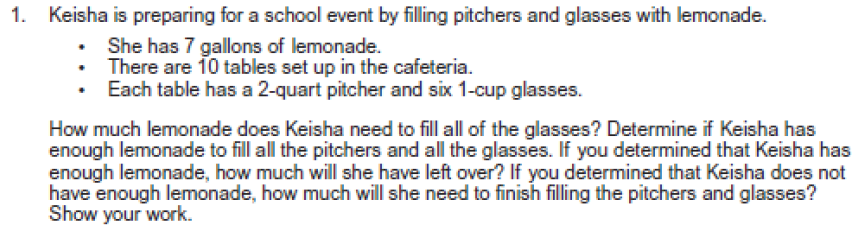 1. Keisha is preparing for a school event by filling pitchers and glasses with lemonade.
• She has 7 gallons of lemonade.
• There are 10 tables set up in the cafeteria.
• Each table has a 2-quart pitcher and six 1-cup glasses.
How much lemonade does Keisha need to fill all of the glasses? Determine if Keisha has
enough lemonade to fill all the pitchers and all the glasses. If you determined that Keisha has
enough lemonade, how much will she have left over? If you determined that Keisha does not
have enough lemonade, how much will she need to finish filling the pitchers and glasses?
Show your work.